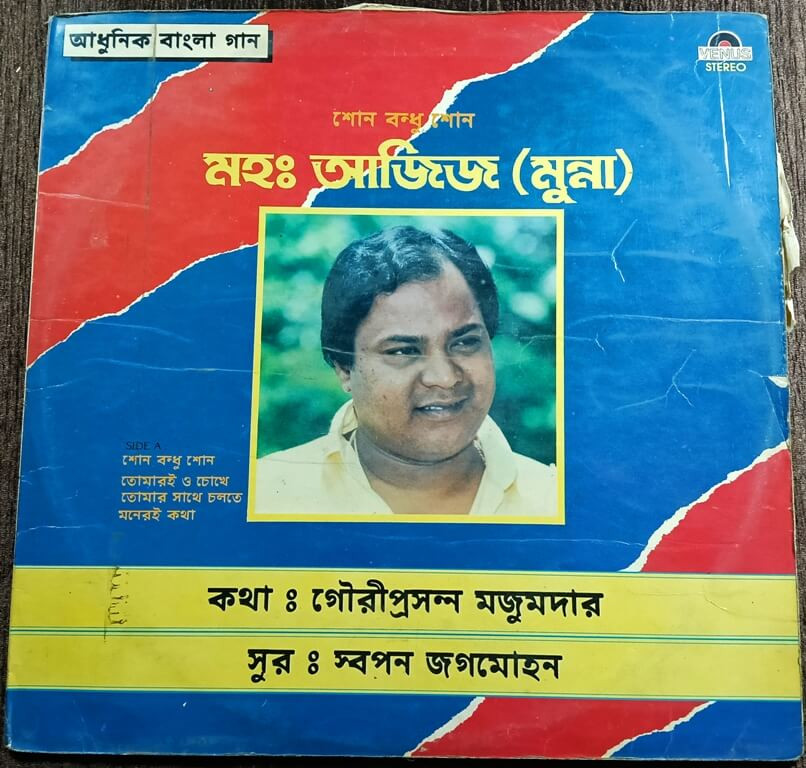 আধুনিক বাংলা গান
VENUS
STEREO
শোন বন্ধু শোন
মহঃ আজিজ (মুন্না)
SIDE A
শোন বন্ধু শোন
তোমারই ও চোখে
তোমার সাথে চলতে
মনেরই কথা
কথা ঃ গৌরীপ্রসন্ন মজুমদার
সুর ঃ স্বপন জগমোহন